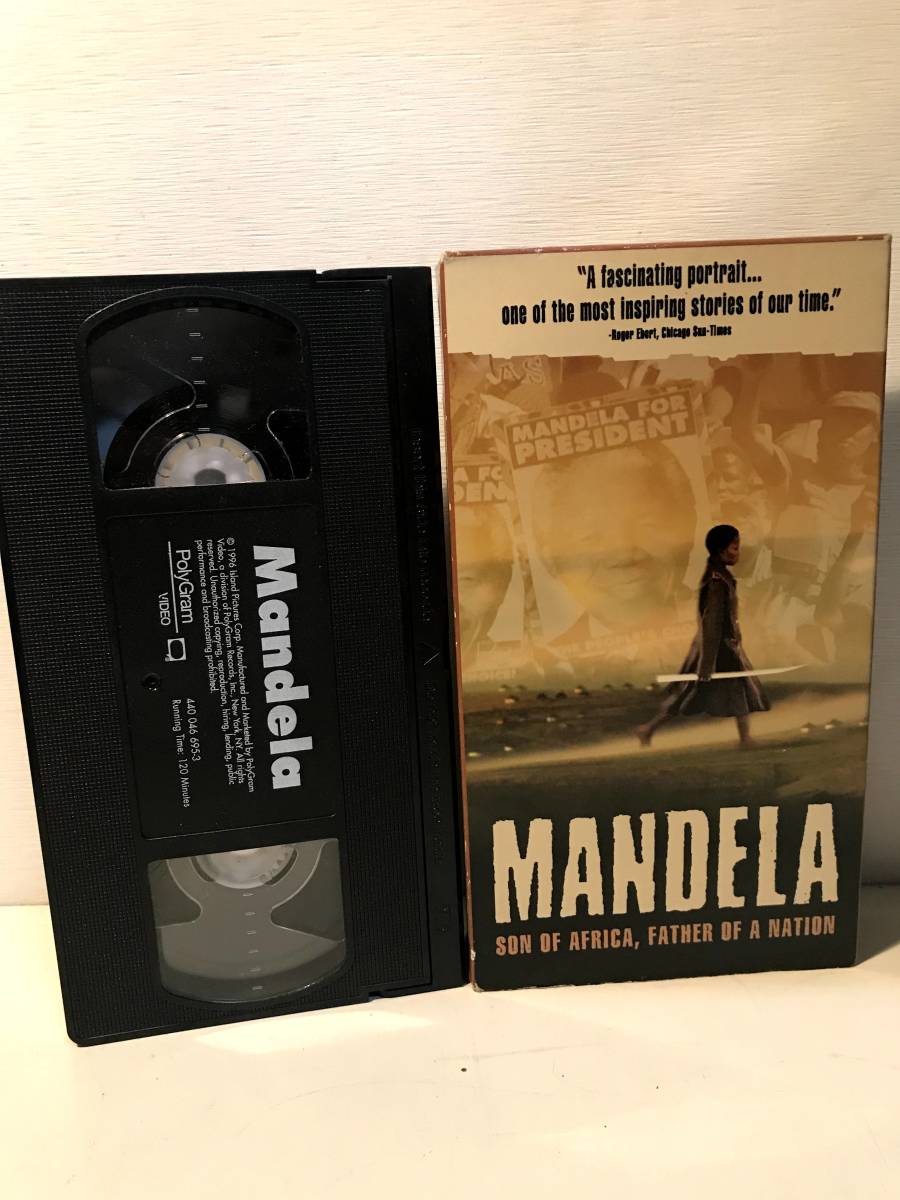 Mandela
© 1996 Island Pictures Corp. Manufactured and Marketed by PolyGram
Video, a division of PolyGram Records, Inc., New York, NY. All rights
reserved. Unauthorized copying, reproduction, hiring, lending, public
performance and broadcasting prohibited.
PolyGram
VIDEO
440 046 695-3
Running Time: 120 Minutes
"A fascinating portrait...
one of the most inspiring stories of our time."
-Roger Ebert, Chicago Sun-Times
AS
MANDELA FOR
PRESIDENT
A FO
DEN
MANDELA
SON OF AFRICA, FATHER OF A NATION